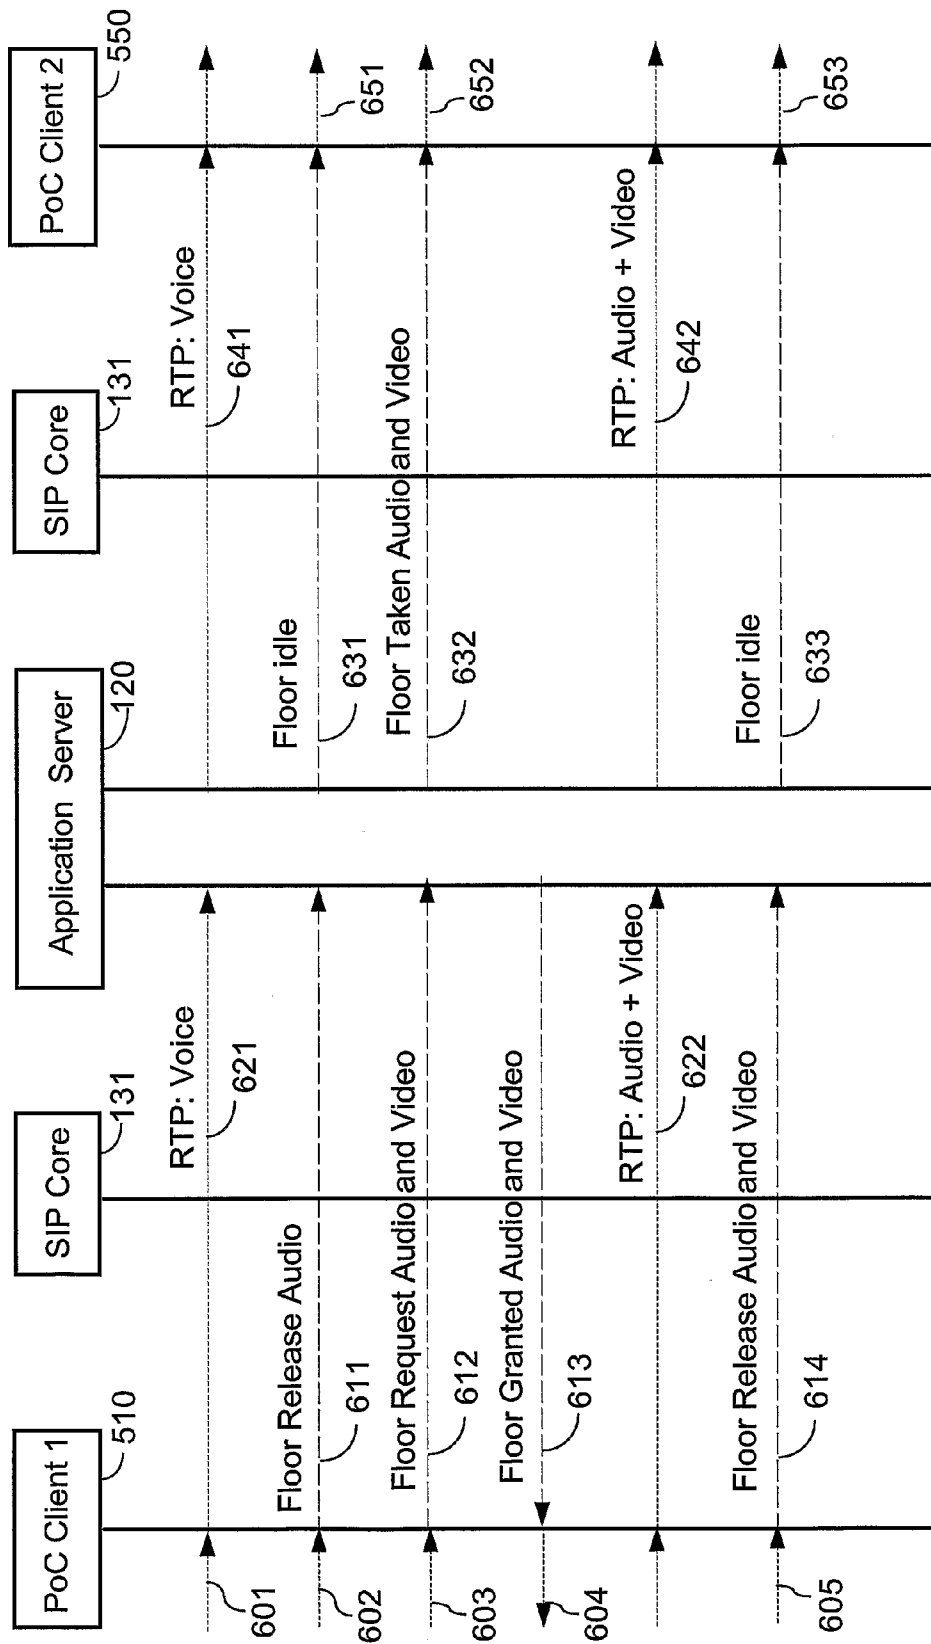 PoC Client 1
510
SIP Core
131
Application Server
120
SIP Core
131
PoC Client 2
550
601
RTP: Voice
621
RTP: Voice
641
602
Floor Release Audio
611
Floor idle
631
651
603
Floor Request Audio and Video
612
Floor Taken Audio and Video
632
652
604
Floor Granted Audio and Video
613
RTP: Audio + Video
622
RTP: Audio + Video
642
605
Floor Release Audio and Video
614
Floor idle
633
653